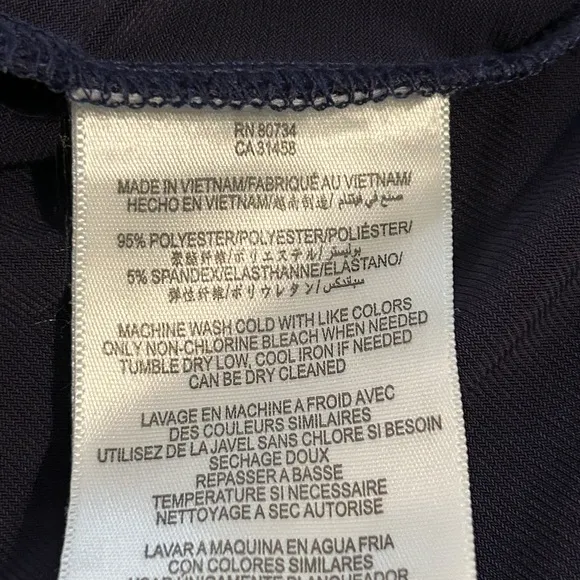 RN 80734
CA 31458
MADE IN VIETNAM/FABRIQUÉ AU VIETNAM/
HECHO EN VIETNAM/越南制造/صنع في فيتنام/
95% POLYESTER/POLYESTER/POLIÉSTER/
聚酯纤维/ポリエステル/بوليستر/
5% SPANDEX/ELASTHANNE/ELASTANO/
弹性纤维/ポリウレタン/سباندكس/
MACHINE WASH COLD WITH LIKE COLORS
ONLY NON-CHLORINE BLEACH WHEN NEEDED
TUMBLE DRY LOW, COOL IRON IF NEEDED
CAN BE DRY CLEANED
LAVAGE EN MACHINE A FROID AVEC
DES COULEURS SIMILAIRES
UTILISEZ DE LA JAVEL SANS CHLORE SI BESOIN
SECHAGE DOUX
REPASSER A BASSE
TEMPERATURE SI NECESSAIRE
NETTOYAGE A SEC AUTORISE
LAVAR A MAQUINA EN AGUA FRIA
CON COLORES SIMILARES
USAR UNICAMENTE BLANQUEADOR